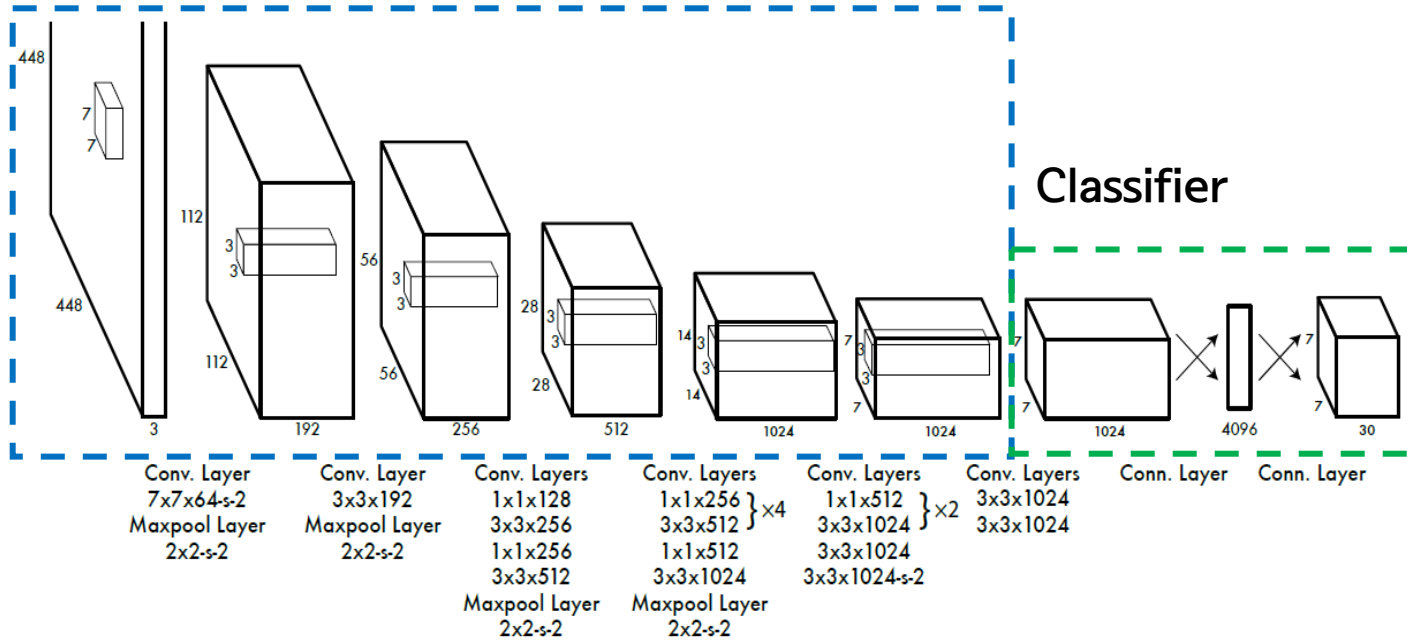 448
7
7
448
3
112
3
3
112
192
56
3
3
56
256
28
3
3
28
512
14
3
3
14
1024
7
3
3
7
1024
Classifier
7
7
1024
4096
7
7
30
Conv. Layer
7x7x64-s-2
Maxpool Layer
2x2-s-2
Conv. Layer
3x3x192
Maxpool Layer
2x2-s-2
Conv. Layers
1x1x128
3x3x256
1x1x256
3x3x512
Maxpool Layer
2x2-s-2
Conv. Layers
1x1x256
3x3x512
}×4
1x1x512
3x3x1024
Maxpool Layer
2x2-s-2
Conv. Layers
1x1x512
3x3x1024
}×2
3x3x1024
3x3x1024-s-2
Conv. Layers
3x3x1024
3x3x1024
Conn. Layer
Conn. Layer